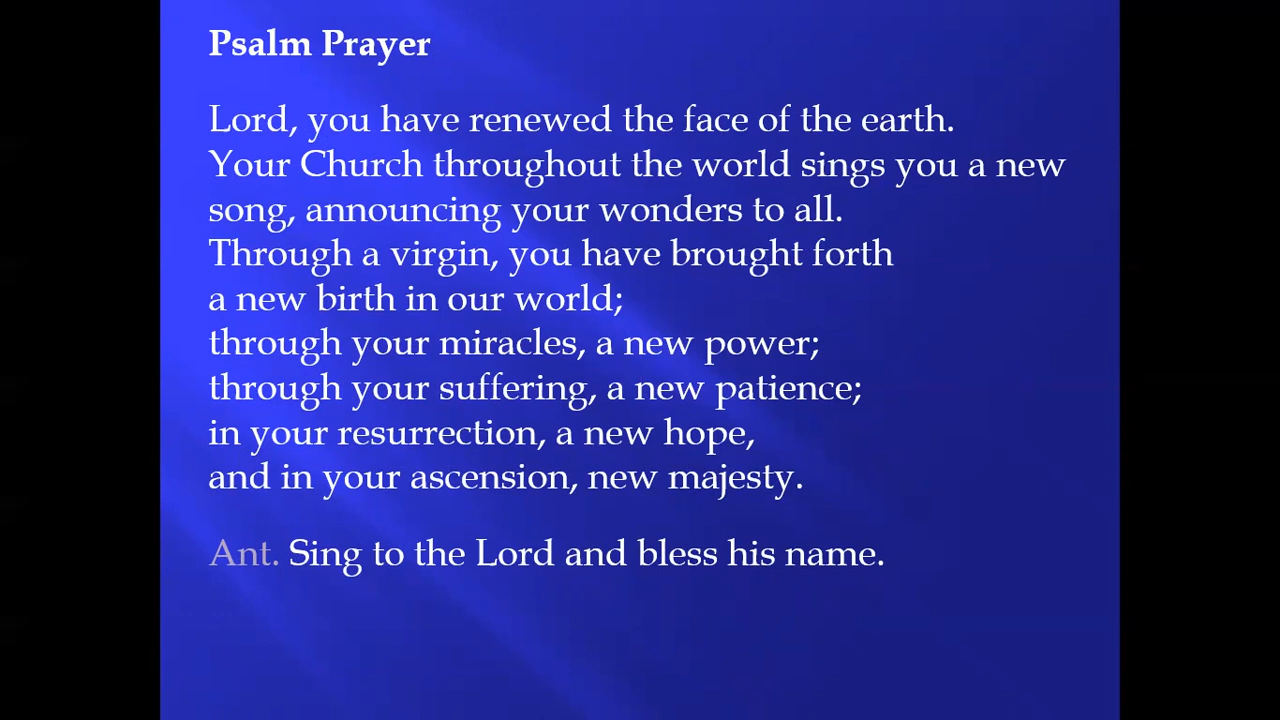 Psalm Prayer
Lord, you have renewed the face of the earth.
Your Church throughout the world sings you a new
song, announcing your wonders to all.
Through a virgin, you have brought forth
a new birth in our world;
through your miracles, a new power;
through your suffering, a new patience;
in your resurrection, a new hope,
and in your ascension, new majesty.
Ant. Sing to the Lord and bless his name.